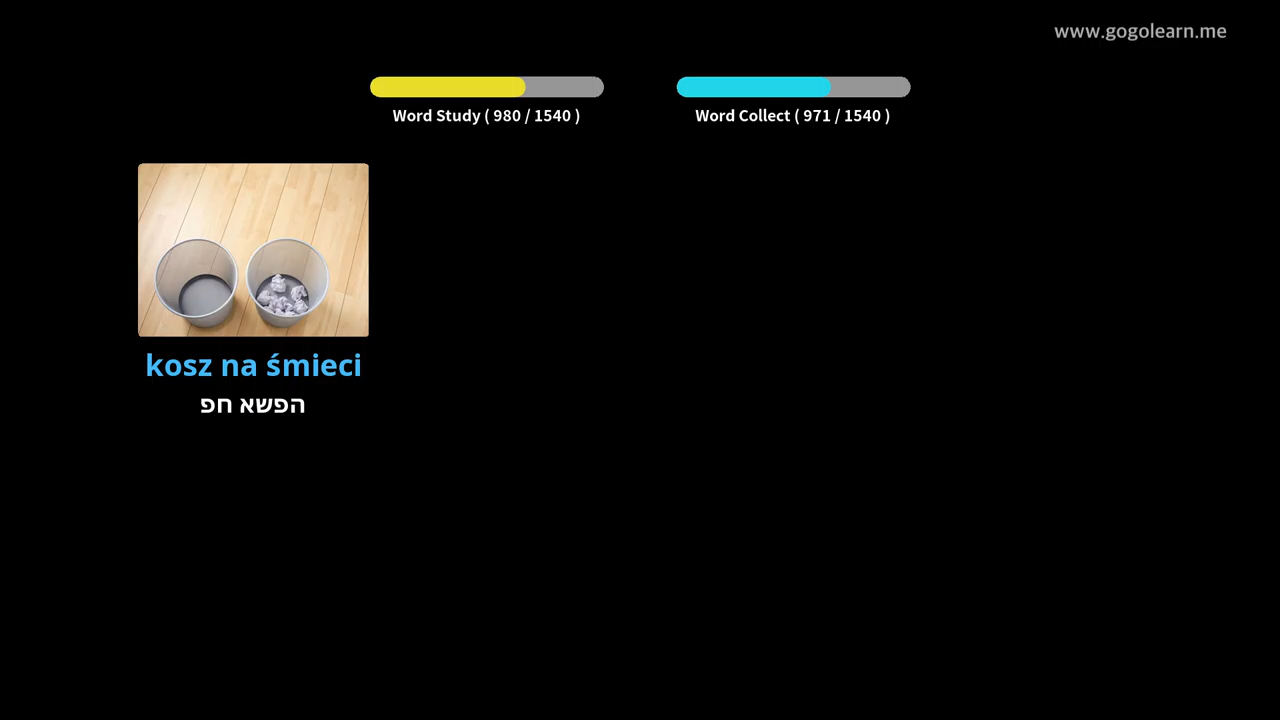 www.gogolearn.me
Word Study ( 980 / 1540 )
Word Collect ( 971 / 1540 )
kosz na śmieci
הפשא חפ